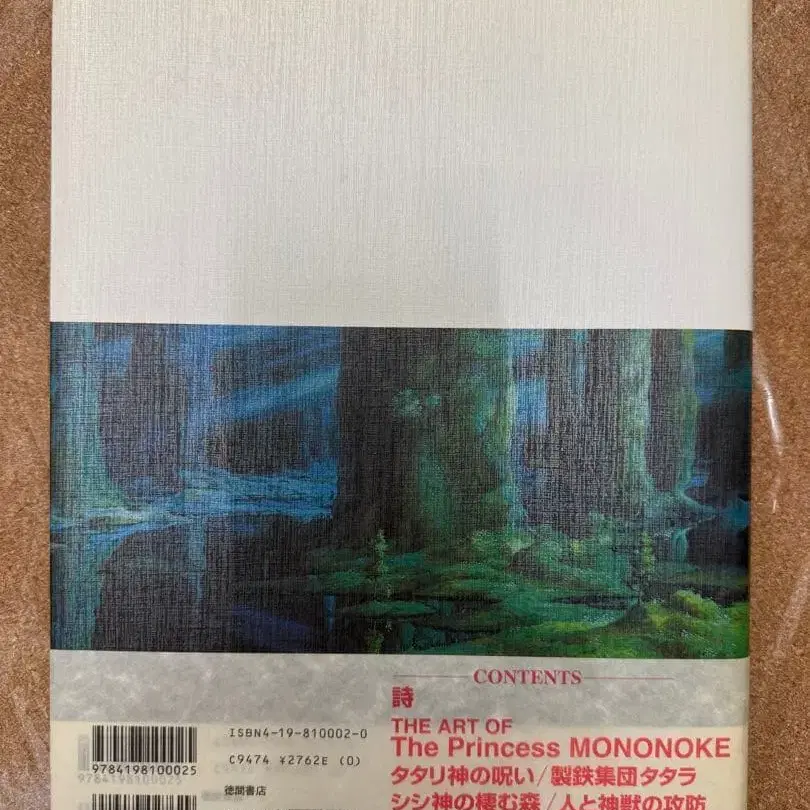 CONTENTS
詩
THE ART OF
The Princess MONONOKE
タタリ神の呪い/製鉄集団タタラ
シシ神の棲む森/人と神獣の攻防
ISBN4-19-810002-0
C9474 ¥2762E (0)
9784198100025
徳間書店